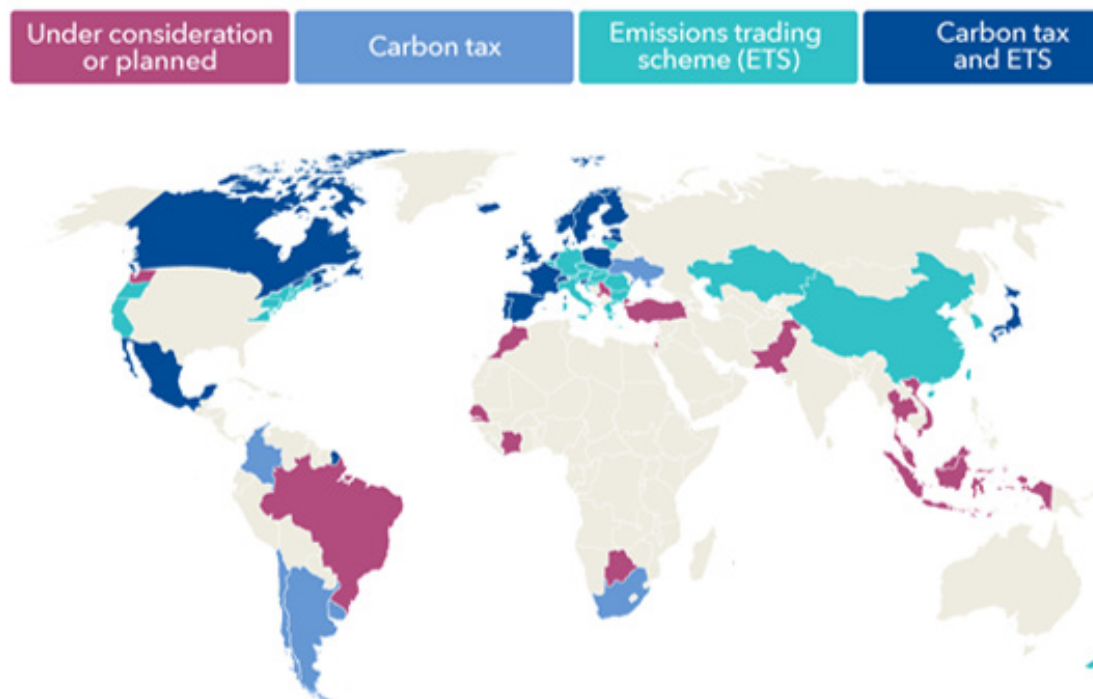 Under consideration
or planned
Carbon tax
Emissions trading
scheme (ETS)
Carbon tax
and ETS